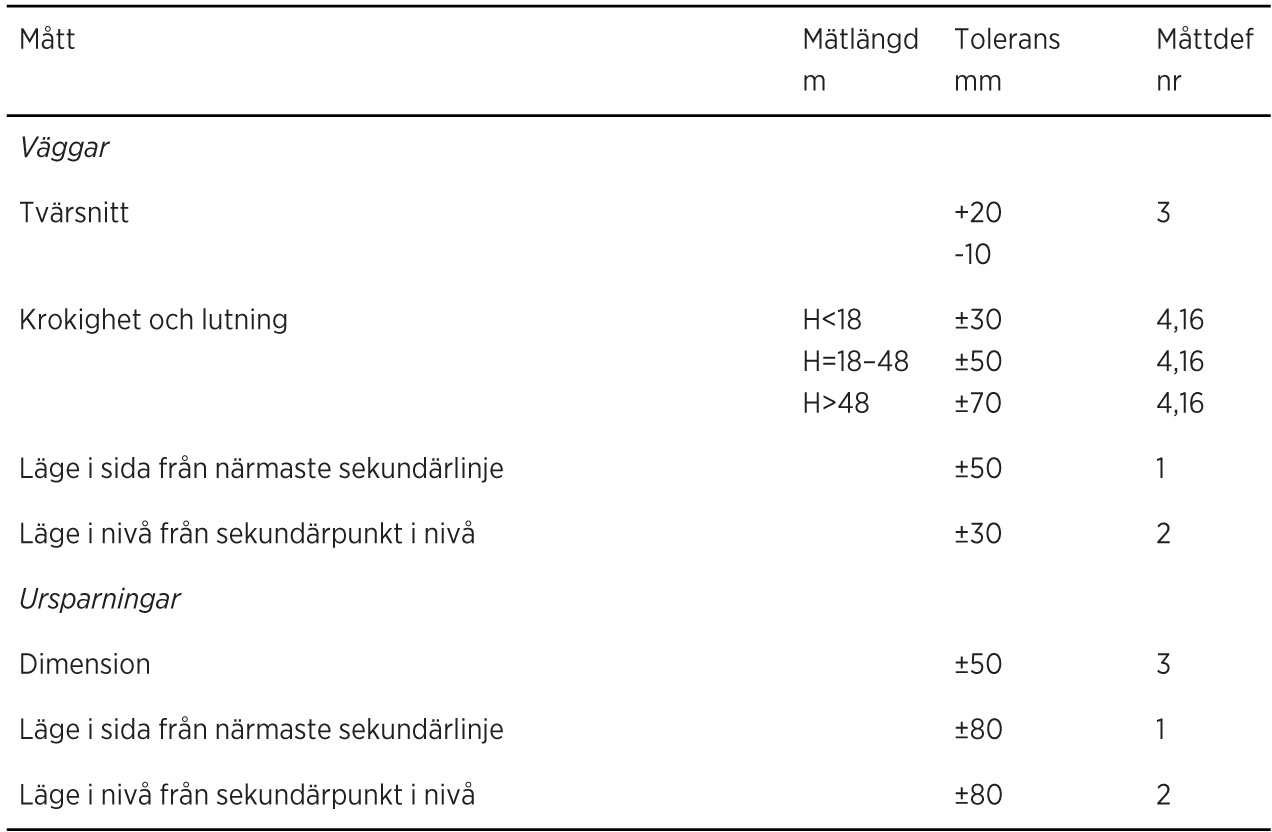 Mått Mätlängd Tolerans Måttdef
m mm nr
Väggar
Tvärsnitt +20 3
-10
Krokighet och lutning H<18 ±30 4,16
H=18–48 ±50 4,16
H>48 ±70 4,16
Läge i sida från närmaste sekundärlinje ±50 1
Läge i nivå från sekundärpunkt i nivå ±30 2
Ursparningar
Dimension ±50 3
Läge i sida från närmaste sekundärlinje ±80 1
Läge i nivå från sekundärpunkt i nivå ±80 2